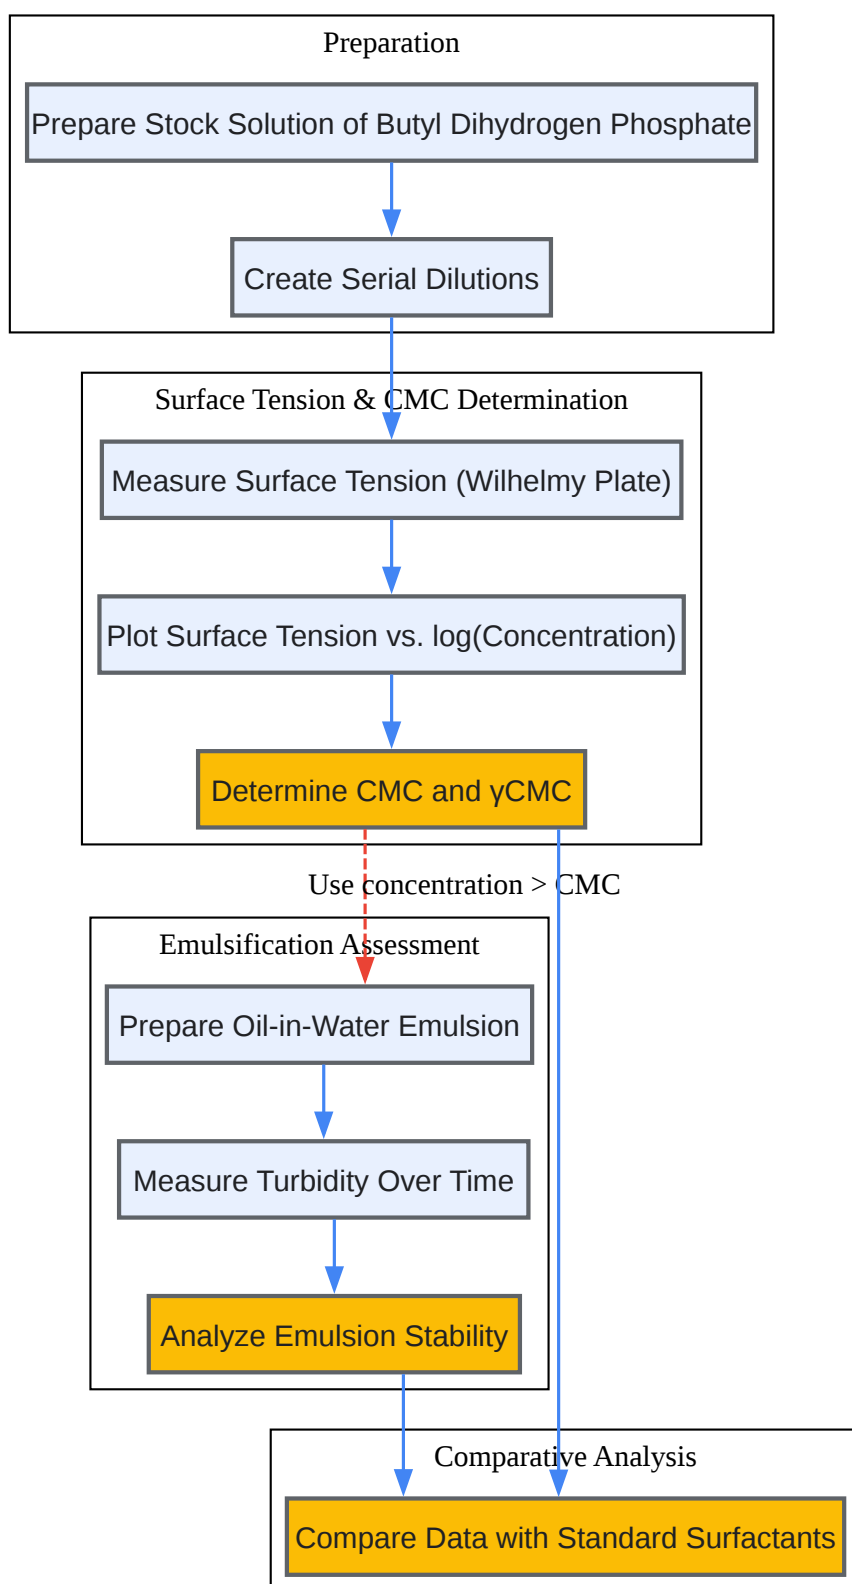 Preparation
Prepare Stock Solution of Butyl Dihydrogen Phosphate
Create Serial Dilutions
Surface Tension & CMC Determination
Measure Surface Tension (Wilhelmy Plate)
Plot Surface Tension vs. log(Concentration)
Determine CMC and γCMC
Use concentration > CMC
Emulsification Assessment
Prepare Oil-in-Water Emulsion
Measure Turbidity Over Time
Analyze Emulsion Stability
Comparative Analysis
Compare Data with Standard Surfactants